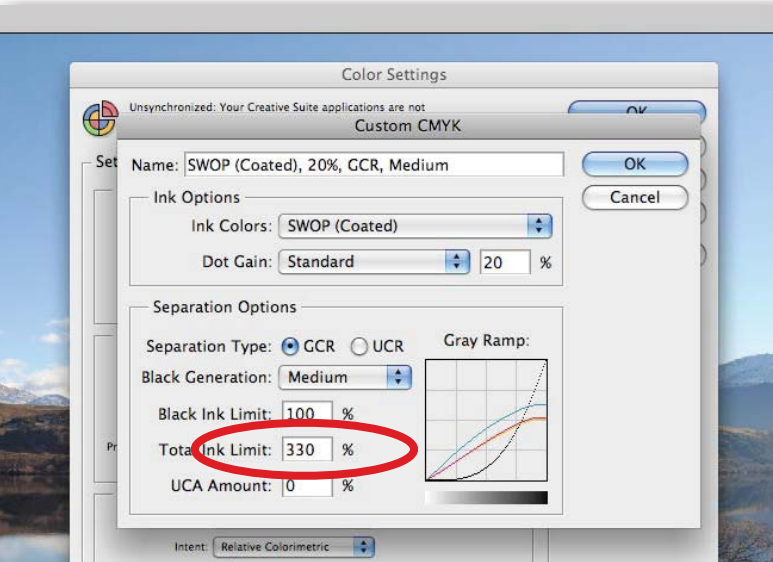 Color Settings
Unsynchronized: Your Creative Suite applications are not
OK
Custom CMYK
Set
Name: SWOP (Coated), 20%, GCR, Medium
OK
Cancel
Ink Options
Ink Colors: SWOP (Coated)
Dot Gain: Standard 20 %
Separation Options
Separation Type: GCR UCR
Gray Ramp:
Black Generation: Medium
Black Ink Limit: 100 %
Pr
Total Ink Limit: 330 %
UCA Amount: 0 %
Intent: Relative Colorimetric